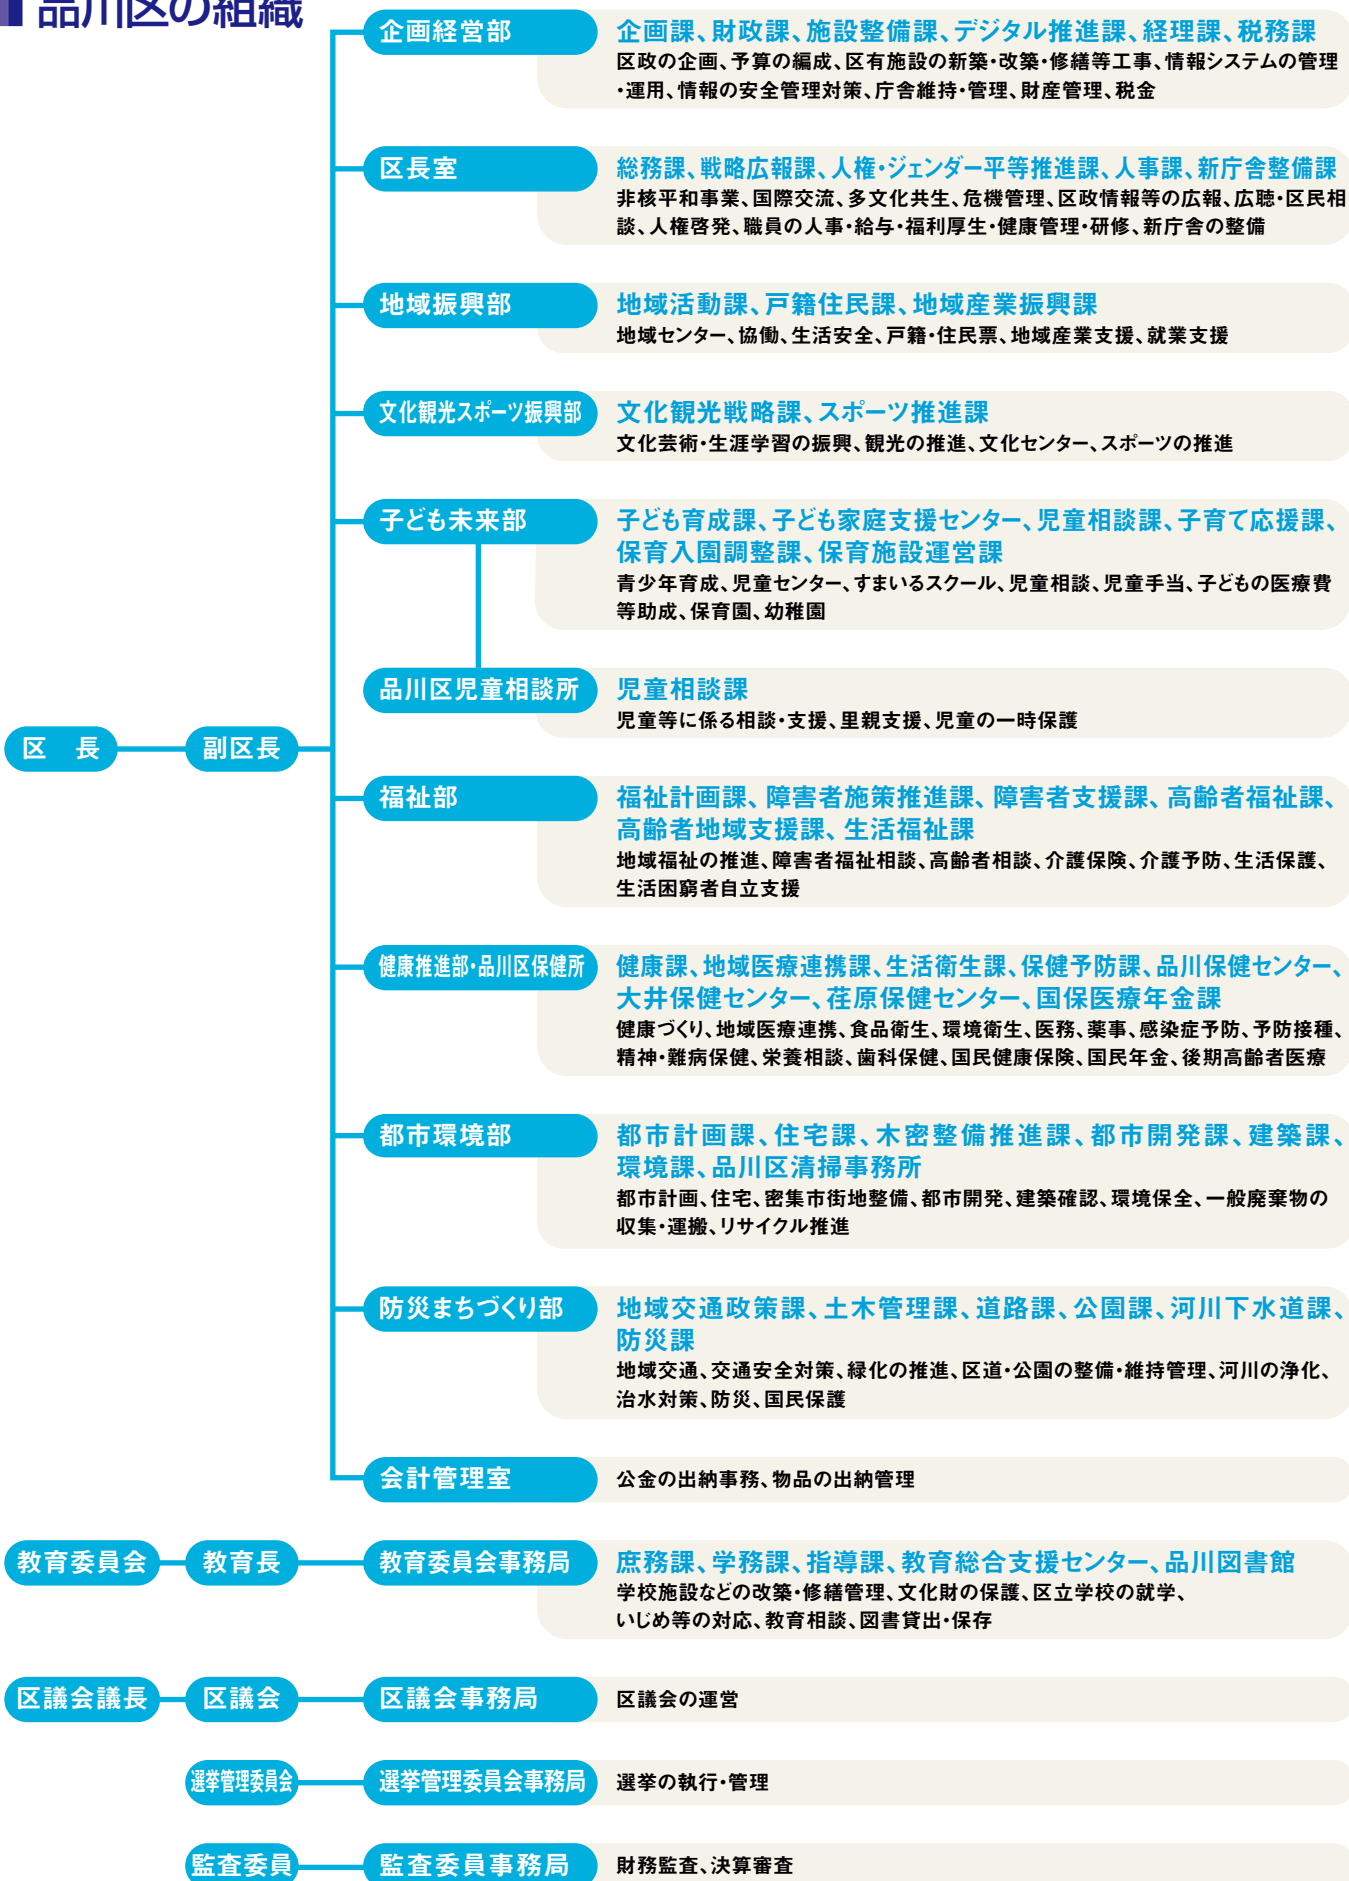 品川区の組織
企画経営部
企画課、財政課、施設整備課、デジタル推進課、経理課、税務課
区政の企画、予算の編成、区有施設の新築・改築・修繕等工事、情報システムの管理
・運用、情報の安全管理対策、庁舎維持・管理、財産管理、税金
区長室
総務課、戦略広報課、人権・ジェンダー平等推進課、人事課、新庁舎整備課
非核平和事業、国際交流、多文化共生、危機管理、区政情報等の広報、広聴・区民相
談、人権啓発、職員の人事・給与・福利厚生・健康管理・研修、新庁舎の整備
地域振興部
地域活動課、戸籍住民課、地域産業振興課
地域センター、協働、生活安全、戸籍・住民票、地域産業支援、就業支援
文化観光スポーツ振興部
文化観光戦略課、スポーツ推進課
文化芸術・生涯学習の振興、観光の推進、文化センター、スポーツの推進
子ども未来部
子ども育成課、子ども家庭支援センター、児童相談課、子育て応援課、
保育入園調整課、保育施設運営課
青少年育成、児童センター、すまいるスクール、児童相談、児童手当、子どもの医療費
等助成、保育園、幼稚園
品川区児童相談所
児童相談課
児童等に係る相談・支援、里親支援、児童の一時保護
区　長
副区長
福祉部
福祉計画課、障害者施策推進課、障害者支援課、高齢者福祉課、
高齢者地域支援課、生活福祉課
地域福祉の推進、障害者福祉相談、高齢者相談、介護保険、介護予防、生活保護、
生活困窮者自立支援
健康推進部・品川区保健所
健康課、地域医療連携課、生活衛生課、保健予防課、品川保健センター、
大井保健センター、荏原保健センター、国保医療年金課
健康づくり、地域医療連携、食品衛生、環境衛生、医務、薬事、感染症予防、予防接種、
精神・難病保健、栄養相談、歯科保健、国民健康保険、国民年金、後期高齢者医療
都市環境部
都市計画課、住宅課、木密整備推進課、都市開発課、建築課、
環境課、品川区清掃事務所
都市計画、住宅、密集市街地整備、都市開発、建築確認、環境保全、一般廃棄物の
収集・運搬、リサイクル推進
防災まちづくり部
地域交通政策課、土木管理課、道路課、公園課、河川下水道課、
防災課
地域交通、交通安全対策、緑化の推進、区道・公園の整備・維持管理、河川の浄化、
治水対策、防災、国民保護
会計管理室
公金の出納事務、物品の出納管理
教育委員会
教育長
教育委員会事務局
庶務課、学務課、指導課、教育総合支援センター、品川図書館
学校施設などの改築・修繕管理、文化財の保護、区立学校の就学、
いじめ等の対応、教育相談、図書貸出・保存
区議会議長
区議会
区議会事務局
区議会の運営
選挙管理委員会
選挙管理委員会事務局
選挙の執行・管理
監査委員
監査委員事務局
財務監査、決算審査